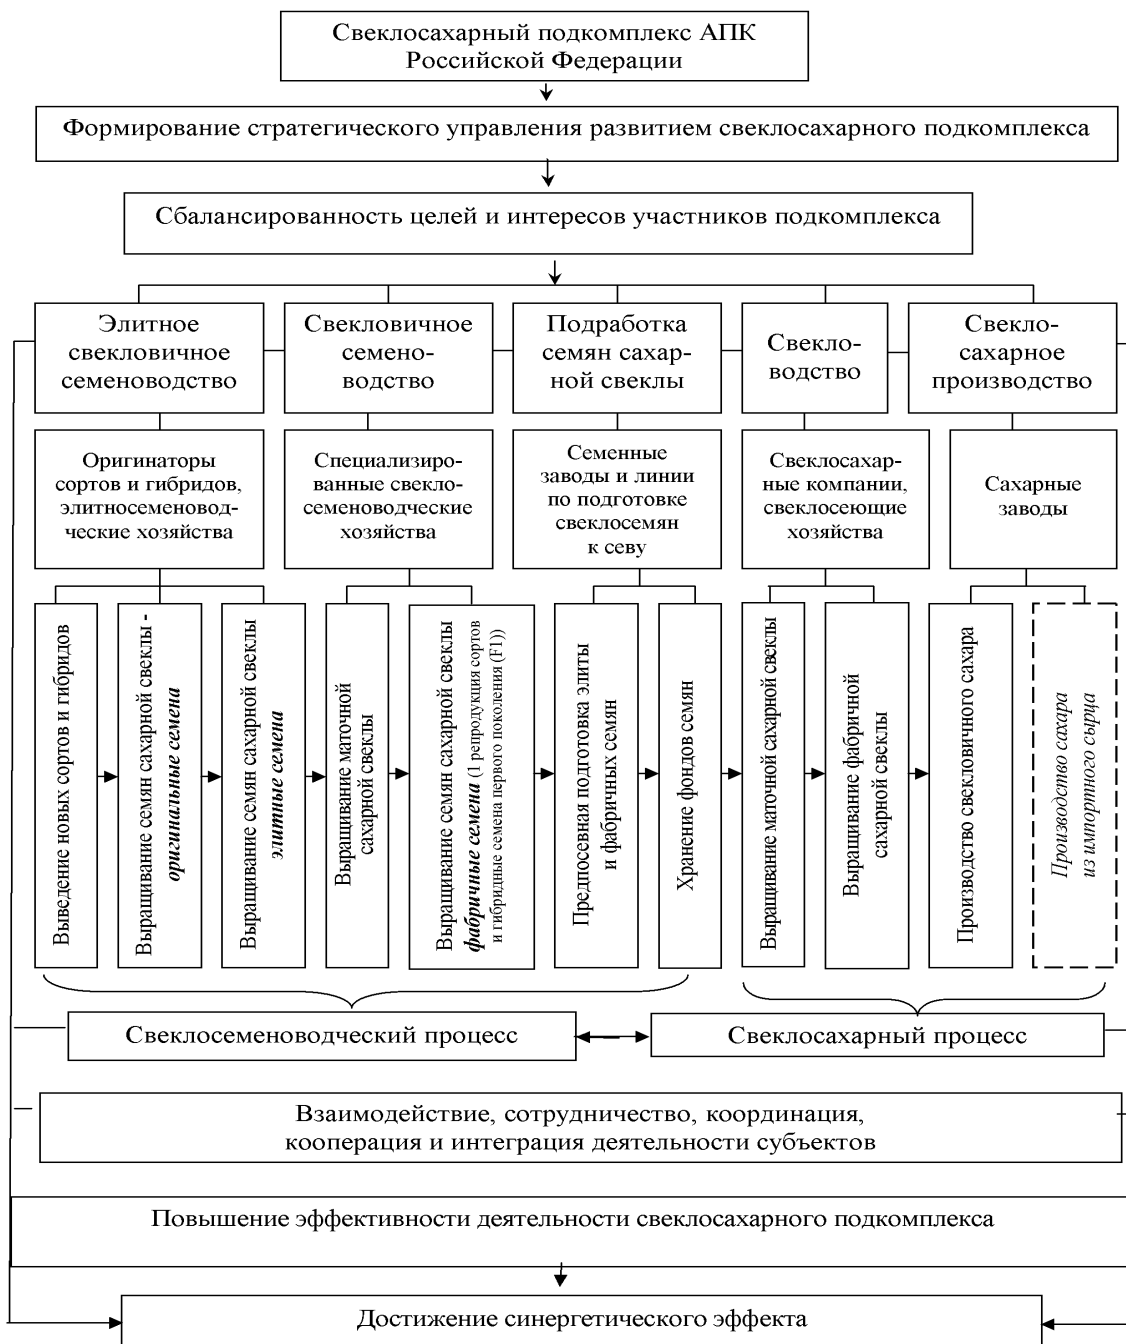 Свеклосахарный подкомплекс АПК
Российской Федерации
Формирование стратегического управления развитием свеклосахарного подкомплекса
Сбалансированность целей и интересов участников подкомплекса
Элитное
свекловичное
семеноводство
Свекловичное
семено-
водство
Подработка
семян сахар-
ной свеклы
Свекло-
водство
Свекло-
сахарное
производство
Оригинаторы
сортов и гибридов,
элитносеменовод-
ческие хозяйства
Специализиро-
ванные свекло-
семеноводческие
хозяйства
Семенные
заводы и линии
по подготовке
свеклосемян
к севу
Свеклосахар-
ные компании,
свеклосеющие
хозяйства
Сахарные
заводы
Выведение новых сортов и гибридов
Выращивание семян сахарной свеклы -
оригинальные семена
Выращивание семян сахарной свеклы
элитные семена
Выращивание маточной
сахарной свеклы
Выращивание семян сахарной свеклы
фабричные семена (1 репродукция сортов
и гибридные семена первого поколения (F1))
Предпосевная подготовка элиты
и фабричных семян
Хранение фондов семян
Выращивание маточной сахарной свеклы
Выращивание фабричной
сахарной свеклы
Производство свекловичного сахара
Производство сахара
из импортного сырца
Свеклосеменоводческий процесс
Свеклосахарный процесс
Взаимодействие, сотрудничество, координация,
кооперация и интеграция деятельности субъектов
Повышение эффективности деятельности свеклосахарного подкомплекса
Достижение синергетического эффекта